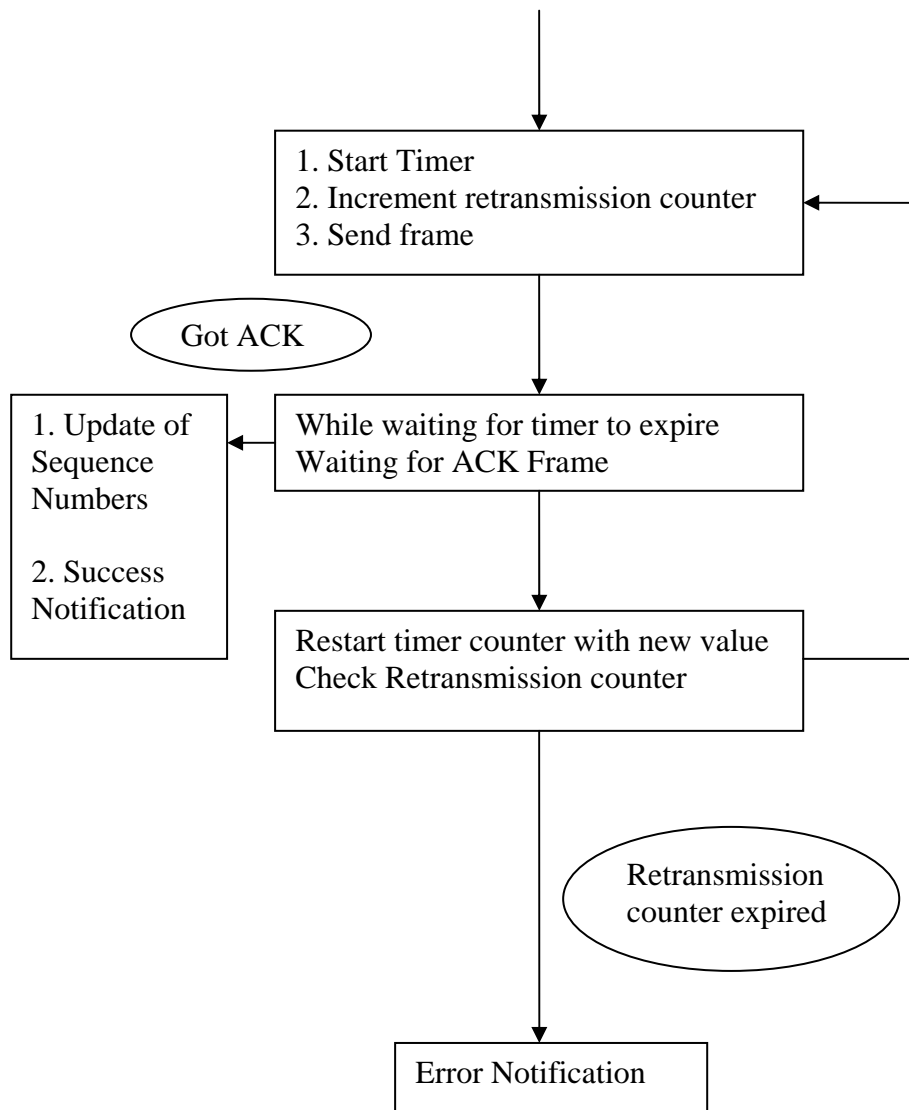 1. Start Timer
2. Increment retransmission counter
3. Send frame
Got ACK
While waiting for timer to expire
Waiting for ACK Frame
1. Update of
Sequence
Numbers
2. Success
Notification
Restart timer counter with new value
Check Retransmission counter
Retransmission
counter expired
Error Notification